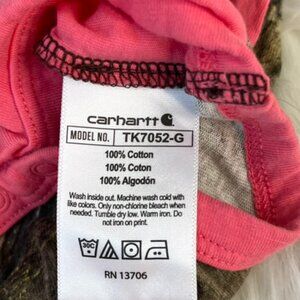 carhartt
MODEL NO. TK7052-G
100% Cotton
100% Coton
100% Algodón
Wash inside out. Machine wash cold with
like colors. Only non-chlorine bleach when
needed. Tumble dry low. Warm iron. Do
not iron on print.
30C
RN 13706